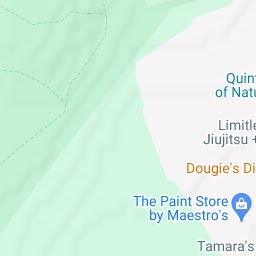 Quint
of Natu
Limitle
Jiujitsu +
Dougie's Di
The Paint Store
by Maestro's
Tamara's